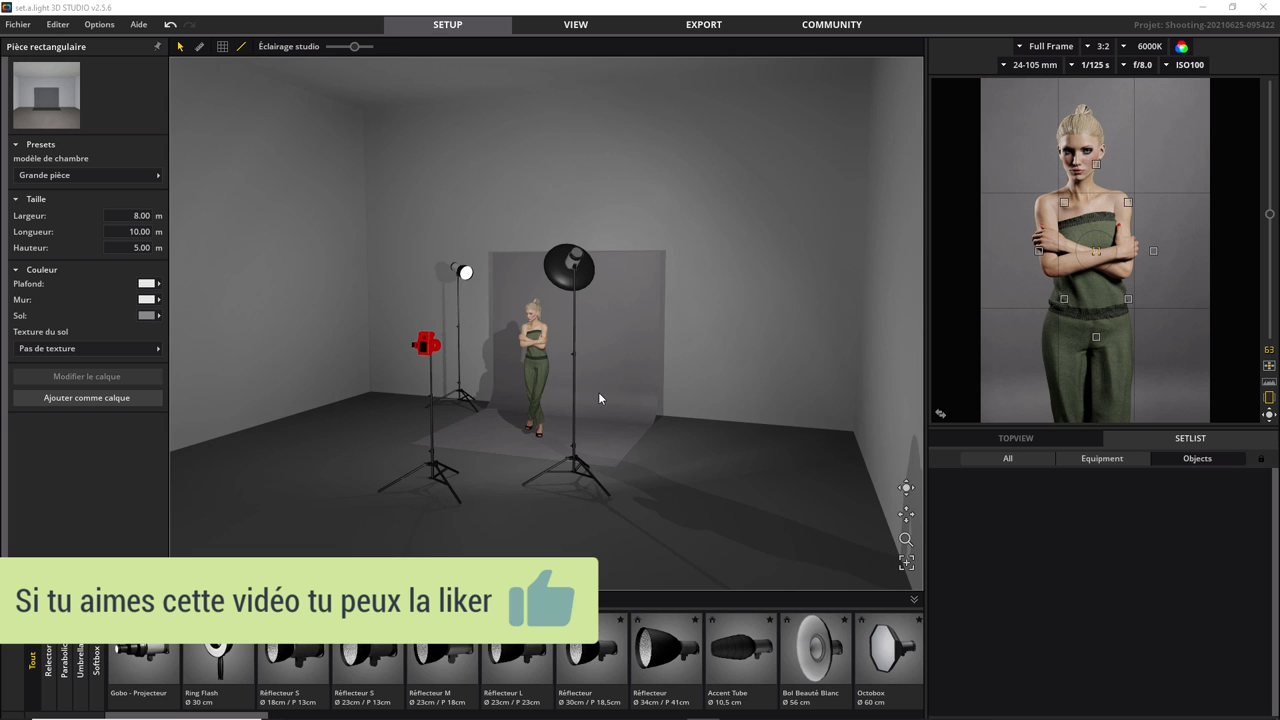 set.a.light 3D STUDIO v2.5.6
Fichier Editer Options Aide SETUP VIEW EXPORT COMMUNITY Projet: Shooting-20210625-095422
Pièce rectangulaire
Éclairage studio
Full Frame 3:2 6000K
24-105 mm 1/125 s f/8.0 ISO100
Presets
modèle de chambre
Grande pièce
Taille
Largeur: 8.00 m
Longueur: 10.00 m
Hauteur: 5.00 m
Couleur
Plafond:
Mur:
Sol:
Texture du sol
Pas de texture
Modifier le calque
Ajouter comme calque
63
TOPVIEW SETLIST
All Equipment Objects
Si tu aimes cette vidéo tu peux la liker
Tout
Parabolic
Umbrella
Softbox
Gobo - Projecteur
Ring Flash
Ø 30 cm
Réflecteur S
Ø 18cm / P 13cm
Réflecteur S
Ø 23cm / P 13cm
Réflecteur M
Ø 23cm / P 18cm
Réflecteur L
Ø 23cm / P 23cm
Réflecteur
Ø 30cm / P 18,5cm
Réflecteur
Ø 34cm / P 41cm
Accent Tube
Ø 10,5 cm
Bol Beauté Blanc
Ø 56 cm
Octobox
Ø 60 cm